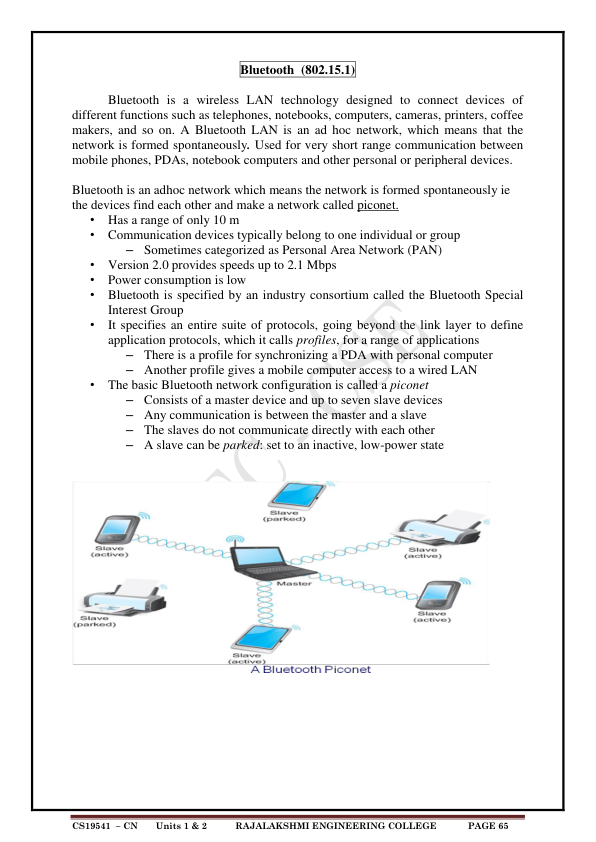 Bluetooth (802.15.1)
Bluetooth is a wireless LAN technology designed to connect devices of
different functions such as telephones, notebooks, computers, cameras, printers, coffee
makers, and so on. A Bluetooth LAN is an ad hoc network, which means that the
network is formed spontaneously. Used for very short range communication between
mobile phones, PDAs, notebook computers and other personal or peripheral devices.
Bluetooth is an adhoc network which means the network is formed spontaneously ie
the devices find each other and make a network called piconet.
• Has a range of only 10 m
• Communication devices typically belong to one individual or group
– Sometimes categorized as Personal Area Network (PAN)
• Version 2.0 provides speeds up to 2.1 Mbps
• Power consumption is low
• Bluetooth is specified by an industry consortium called the Bluetooth Special
Interest Group
• It specifies an entire suite of protocols, going beyond the link layer to define
application protocols, which it calls profiles, for a range of applications
– There is a profile for synchronizing a PDA with personal computer
– Another profile gives a mobile computer access to a wired LAN
• The basic Bluetooth network configuration is called a piconet
– Consists of a master device and up to seven slave devices
– Any communication is between the master and a slave
– The slaves do not communicate directly with each other
– A slave can be parked: set to an inactive, low-power state
Slave
(parked)
Slave
(active)
Slave
(active)
Master
Slave
(parked)
Slave
(active)
Slave
(active)
A Bluetooth Piconet
CS19541 – CN Units 1 & 2 RAJALAKSHMI ENGINEERING COLLEGE PAGE 65